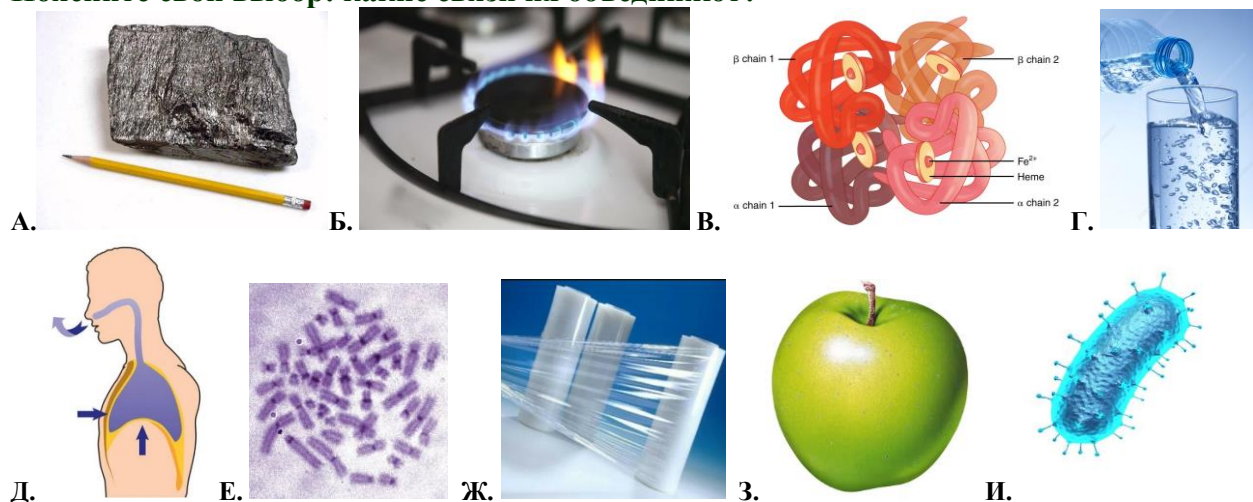 β chain 1
β chain 2
Fe²⁺
Heme
α chain 1
α chain 2
А.
Б.
В.
Г.
Д.
Е.
Ж.
З.
И.